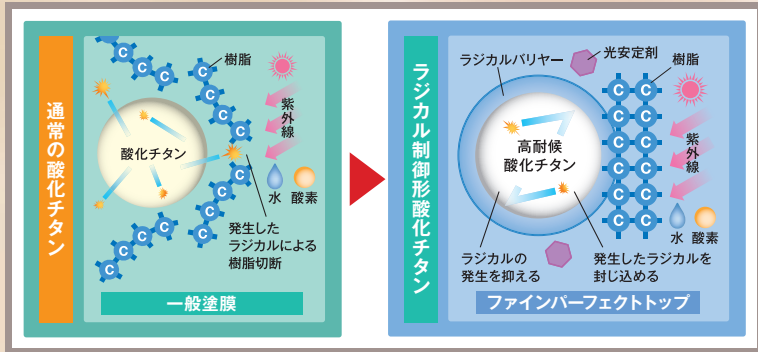 通常の酸化チタン
C
C
C
C
樹脂
C
C
C
C
C
紫外線
酸化チタン
水
酸素
発生した
ラジカルによる
樹脂切断
C
C
C
C
一般塗膜
ラジカル制御形酸化チタン
ラジカルバリヤー
光安定剤
樹脂
C C
C C
C C
C C
C C
C C
紫外線
高耐候
酸化チタン
水
酸素
ラジカルの
発生を抑える
発生したラジカルを
封じ込める
ファインパーフェクトトップ